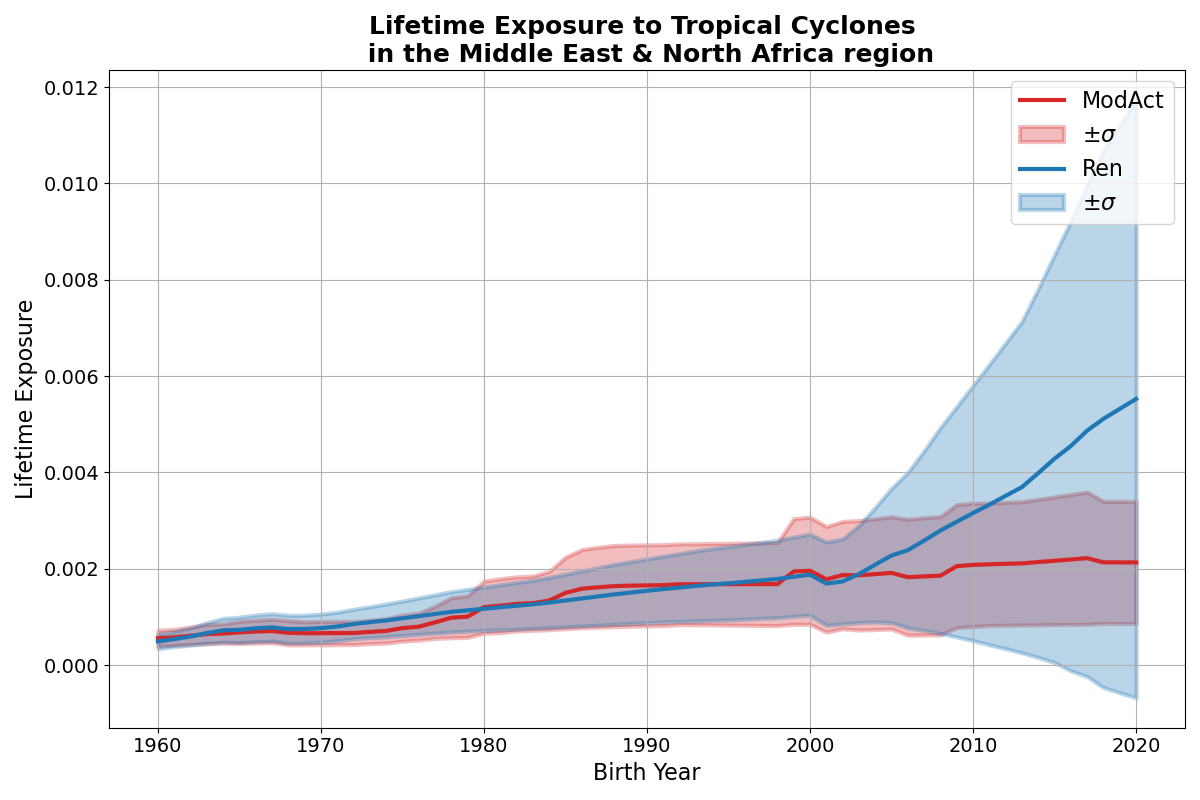 Lifetime Exposure to Tropical Cyclones
in the Middle East & North Africa region
Lifetime Exposure
0.012
0.010
0.008
0.006
0.004
0.002
0.000
ModAct
±σ
Ren
±σ
1960 1970 1980 1990 2000 2010 2020
Birth Year